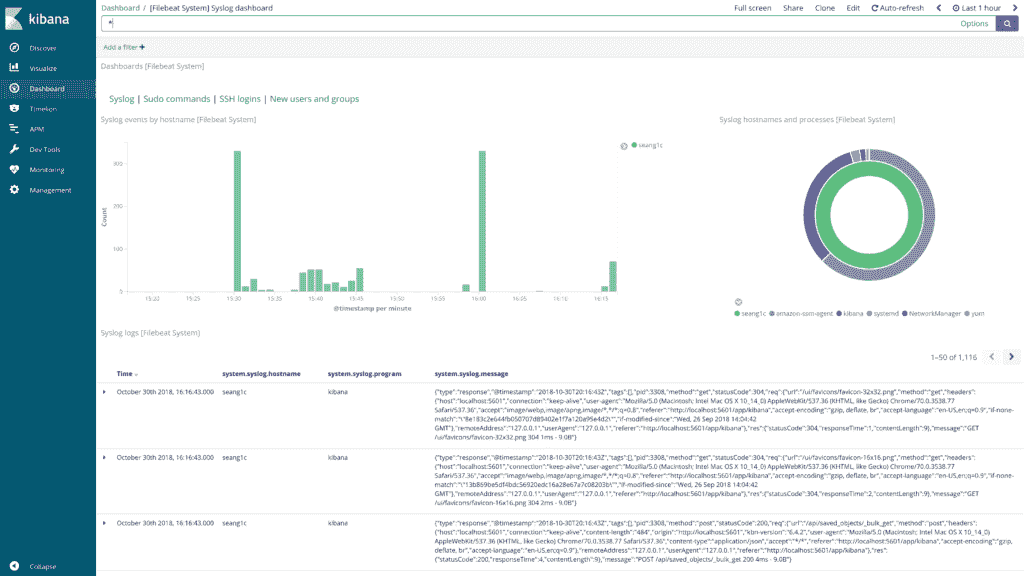 kibana
Discover
Visualize
Dashboard
Timelion
APM
Dev Tools
Monitoring
Management
Collapse
Dashboard / [Filebeat System] Syslog dashboard
Full screen Share Clone Edit Auto-refresh Last 1 hour
*
Options
Add a filter +
Dashboards [Filebeat System]
Syslog | Sudo commands | SSH logins | New users and groups
Syslog events by hostname [Filebeat System]
Count
300
200
100
0
15:20 15:25 15:30 15:35 15:40 15:45 15:50 15:55 16:00 16:05 16:10 16:15
@timestamp per minute
seang1c
Syslog hostnames and processes [Filebeat System]
seang1c amazon-ssm-agent kibana systemd NetworkManager yum
Syslog logs [Filebeat System]
1–50 of 1,116
Time system.syslog.hostname system.syslog.program system.syslog.message
October 30th 2018, 16:16:43.000 seang1c kibana {"type":"response","@timestamp":"2018-10-30T20:16:43Z","tags":[],"pid":3308,"method":"get","statusCode":304,"req":{"url":"/ui/favicons/favicon-32x32.png","method":"get","headers":
{"host":"localhost:5601","connection":"keep-alive","user-agent":"Mozilla/5.0 (Macintosh; Intel Mac OS X 10_14_0) AppleWebKit/537.36 (KHTML, like Gecko) Chrome/70.0.3538.77
Safari/537.36","accept":"image/webp,image/apng,image/*,*/*;q=0.8","referer":"http://localhost:5601/app/kibana","accept-encoding":"gzip, deflate, br","accept-language":"en-US,en;q=0.9","if-none-
"if-modified-since":"Wed, 26 Sep 2018 14:04:42
GMT"},"remoteAddress":"127.0.0.1","userAgent":"127.0.0.1","referer":"http://localhost:5601/app/kibana"},"res":{"statusCode":304,"responseTime":1,"contentLength":9},"message":"GET
/ui/favicons/favicon-32x32.png 304 1ms - 9.0B"}
October 30th 2018, 16:16:43.000 seang1c kibana {"type":"response","@timestamp":"2018-10-30T20:16:43Z","tags":[],"pid":3308,"method":"get","statusCode":304,"req":{"url":"/ui/favicons/favicon-16x16.png","method":"get","headers":
{"host":"localhost:5601","connection":"keep-alive","user-agent":"Mozilla/5.0 (Macintosh; Intel Mac OS X 10_14_0) AppleWebKit/537.36 (KHTML, like Gecko) Chrome/70.0.3538.77
Safari/537.36","accept":"image/webp,image/apng,image/*,*/*;q=0.8","referer":"http://localhost:5601/app/kibana","accept-encoding":"gzip, deflate, br","accept-language":"en-US,en;q=0.9","if-none-
"if-modified-since":"Wed, 26 Sep 2018 14:04:42
GMT"},"remoteAddress":"127.0.0.1","userAgent":"127.0.0.1","referer":"http://localhost:5601/app/kibana"},"res":{"statusCode":304,"responseTime":2,"contentLength":9},"message":"GET
/ui/favicons/favicon-16x16.png 304 2ms - 9.0B"}
October 30th 2018, 16:16:43.000 seang1c kibana {"type":"response","@timestamp":"2018-10-30T20:16:43Z","tags":[],"pid":3308,"method":"post","statusCode":200,"req":{"url":"/api/saved_objects/_bulk_get","method":"post","headers":
{"host":"localhost:5601","connection":"keep-alive","content-length":"484","origin":"http://localhost:5601","kbn-version":"6.4.2","user-agent":"Mozilla/5.0 (Macintosh; Intel Mac OS X 10_14_0)
AppleWebKit/537.36 (KHTML, like Gecko) Chrome/70.0.3538.77 Safari/537.36","content-type":"application/json","accept":"*/*","referer":"http://localhost:5601/app/kibana","accept-encoding":"gzip,
deflate, br","accept-language":"en-US,en;q=0.9"},"remoteAddress":"127.0.0.1","userAgent":"127.0.0.1","referer":"http://localhost:5601/app/kibana"},"res":
{"statusCode":200,"responseTime":4,"contentLength":9},"message":"POST /api/saved_objects/_bulk_get 200 4ms - 9.0B"}